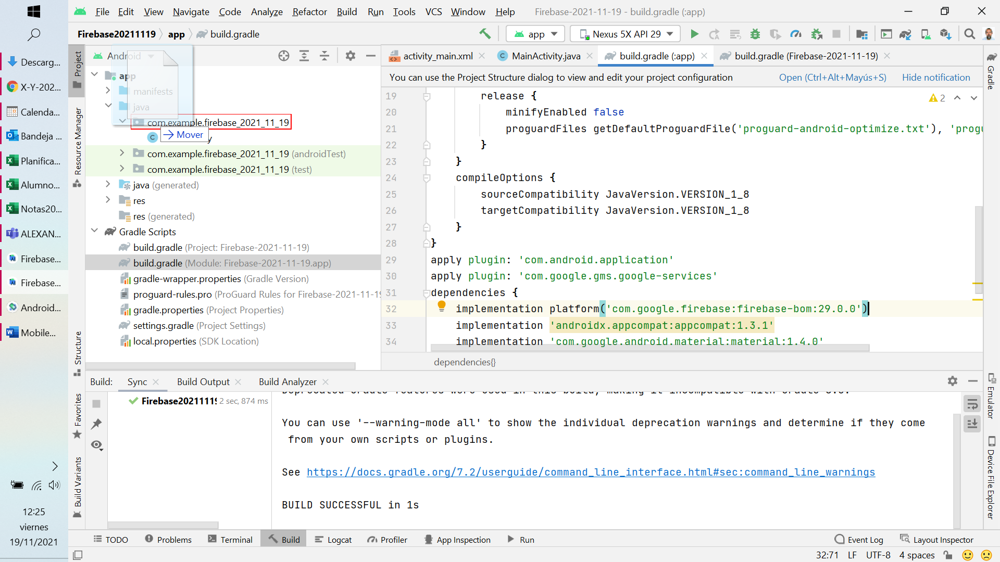 File Edit View Navigate Code Analyze Refactor Build Run Tools VCS Window Help Firebase-2021-11-19 - build.gradle (:app)
Firebase20211119 app build.gradle
app Nexus 5X API 29
Descarg...
X-Y-202...
Calenda...
Bandeja ...
Planifica...
Alumno...
Notas20...
ALEXAN...
Firebase...
Firebase...
Android...
Mobile...
12:25
viernes
19/11/2021
Project
Resource Manager
Structure
Favorites
Build Variants
Android
app
manifests
java
com.example.firebase_2021_11_19
Mover
y
com.example.firebase_2021_11_19 (androidTest)
com.example.firebase_2021_11_19 (test)
java (generated)
res
res (generated)
Gradle Scripts
build.gradle (Project: Firebase-2021-11-19)
build.gradle (Module: Firebase-2021-11-19.app)
gradle-wrapper.properties (Gradle Version)
proguard-rules.pro (ProGuard Rules for Firebase-2021-11-19
gradle.properties (Project Properties)
settings.gradle (Project Settings)
local.properties (SDK Location)
activity_main.xml MainActivity.java build.gradle (:app) build.gradle (Firebase-2021-11-19)
You can use the Project Structure dialog to view and edit your project configuration Open (Ctrl+Alt+Mayús+S) Hide notification
2
19 release {
20 minifyEnabled false
21 proguardFiles getDefaultProguardFile('proguard-android-optimize.txt'), 'progu
22 }
23 }
24 compileOptions {
25 sourceCompatibility JavaVersion.VERSION_1_8
26 targetCompatibility JavaVersion.VERSION_1_8
27 }
28 }
29 apply plugin: 'com.android.application'
30 apply plugin: 'com.google.gms.google-services'
31 dependencies {
32 implementation platform('com.google.firebase:firebase-bom:29.0.0')
33 implementation 'androidx.appcompat:appcompat:1.3.1'
34 implementation 'com.google.android.material:material:1.4.0'
dependencies{}
Gradle
Emulator
Device File Explorer
Build: Sync Build Output Build Analyzer
Firebase20211119 2 sec, 874 ms
You can use '--warning-mode all' to show the individual deprecation warnings and determine if they come
from your own scripts or plugins.
See https://docs.gradle.org/7.2/userguide/command_line_interface.html#sec:command_line_warnings
BUILD SUCCESSFUL in 1s
TODO Problems Terminal Build Logcat Profiler App Inspection Run Event Log Layout Inspector
32:71 LF UTF-8 4 spaces